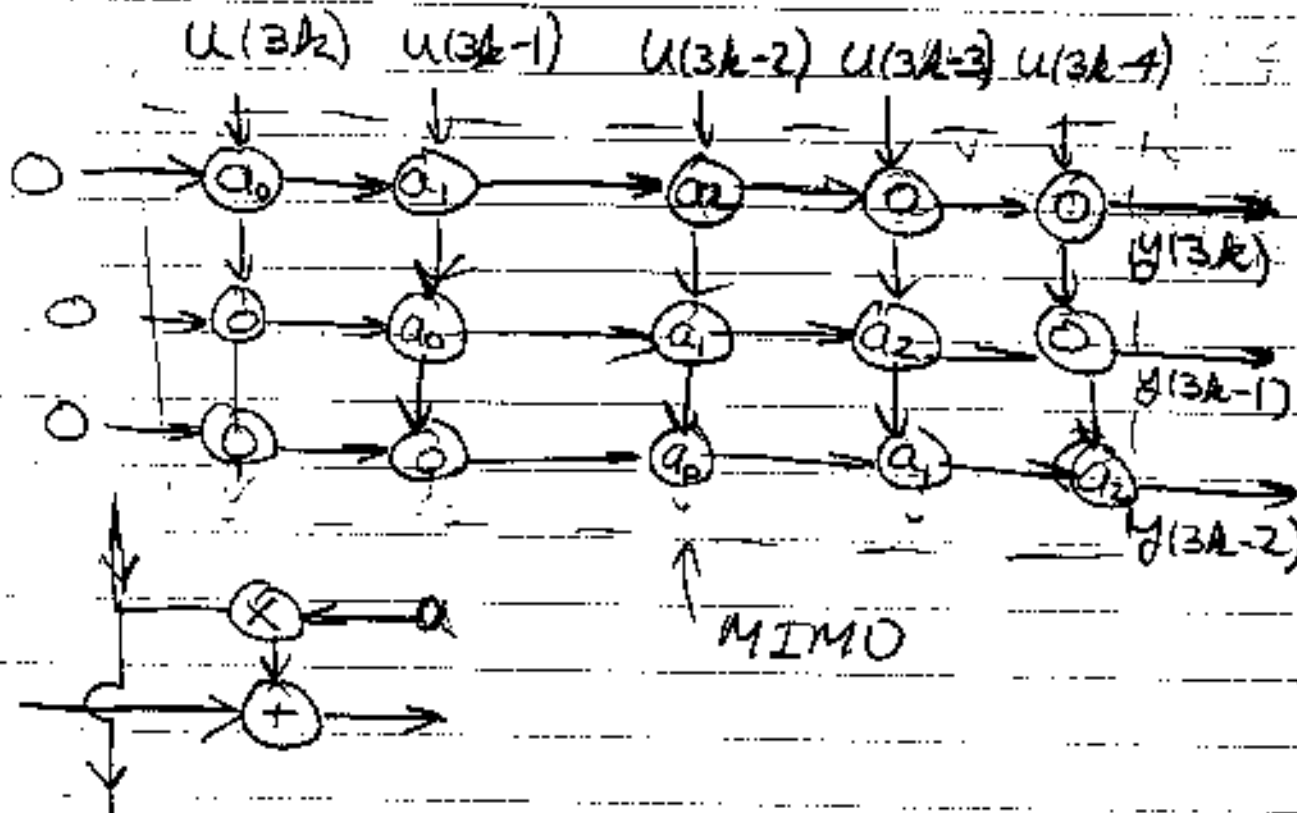 u(3k) u(3k-1) u(3k-2) u(3k-3) u(3k-4)
0 a0 a1 a2 0 0 y(3k)
0 0 a0 a1 a2 0 y(3k-1)
0 0 0 a0 a1 a2 y(3k-2)
× a
MIMO
+